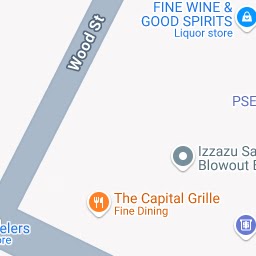 FINE WINE &
GOOD SPIRITS
Liquor store
Wood St
PSE
Izzazu Sa
Blowout B
The Capital Grille
Fine Dining
elers
ore